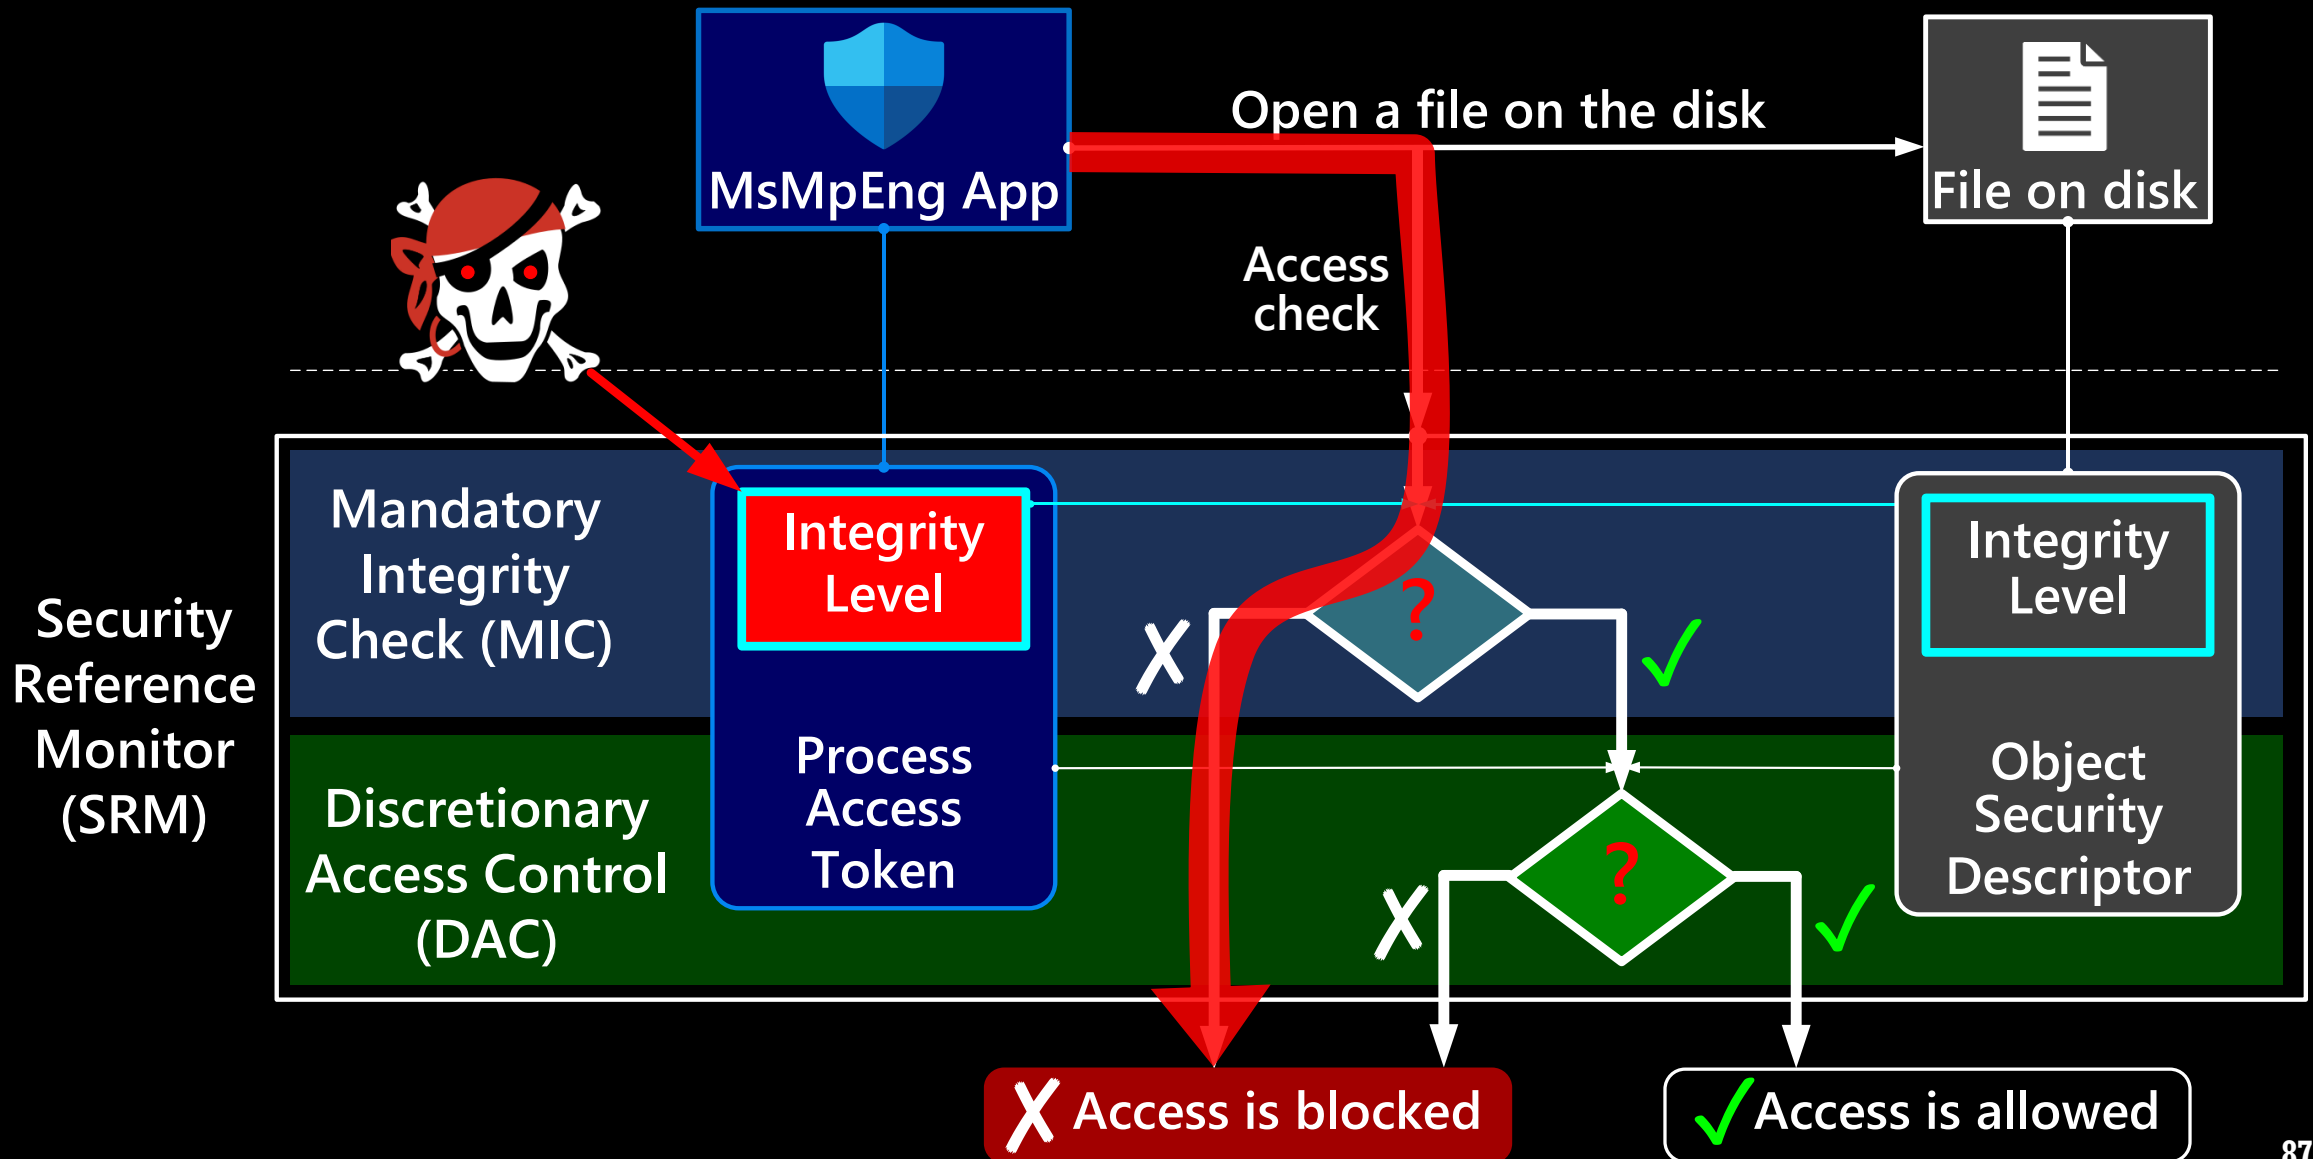 MsMpEng App
Open a file on the disk
File on disk
Access
check
Security
Reference
Monitor
(SRM)
Mandatory
Integrity
Check (MIC)
Integrity
Level
?
Integrity
Level
Discretionary
Access Control
(DAC)
Process
Access
Token
?
Object
Security
Descriptor
Access is blocked
Access is allowed
87